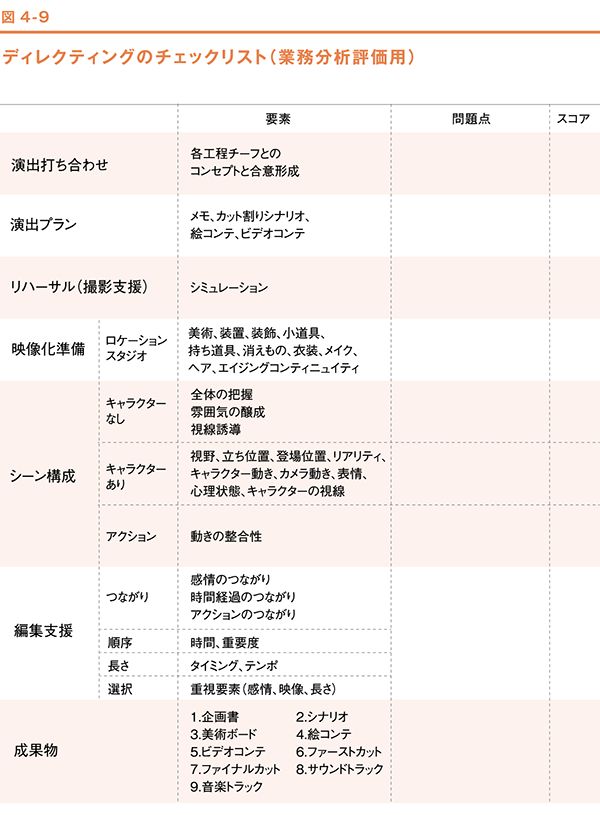 図 4-9
ディレクティングのチェックリスト（業務分析評価用）
要素 問題点 スコア
演出打ち合わせ
各工程チーフとの
コンセプトと合意形成
演出プラン
メモ、カット割りシナリオ、
絵コンテ、ビデオコンテ
リハーサル（撮影支援）
シミュレーション
映像化準備
ロケーション
スタジオ
美術、装置、装飾、小道具、
持ち道具、消えもの、衣装、メイク、
ヘア、エイジングコンティニュイティ
シーン構成
キャラクター
なし
全体の把握
雰囲気の醸成
視線誘導
キャラクター
あり
視野、立ち位置、登場位置、リアリティ、
キャラクター動き、カメラ動き、表情、
心理状態、キャラクターの視線
アクション
動きの整合性
編集支援
つながり
感情のつながり
時間経過のつながり
アクションのつながり
順序
時間、重要度
長さ
タイミング、テンポ
選択
重視要素（感情、映像、長さ）
成果物
1.企画書 2.シナリオ
3.美術ボード 4.絵コンテ
5.ビデオコンテ 6.ファーストカット
7.ファイナルカット 8.サウンドトラック
9.音楽トラック